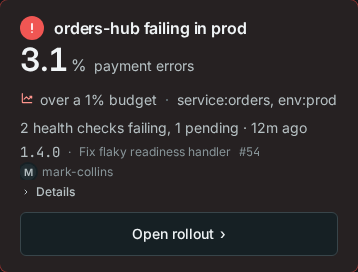 ! orders-hub failing in prod
3.1 % payment errors
over a 1% budget · service:orders, env:prod
2 health checks failing, 1 pending · 12m ago
1.4.0 · Fix flaky readiness handler #54
M mark-collins
› Details
Open rollout ›